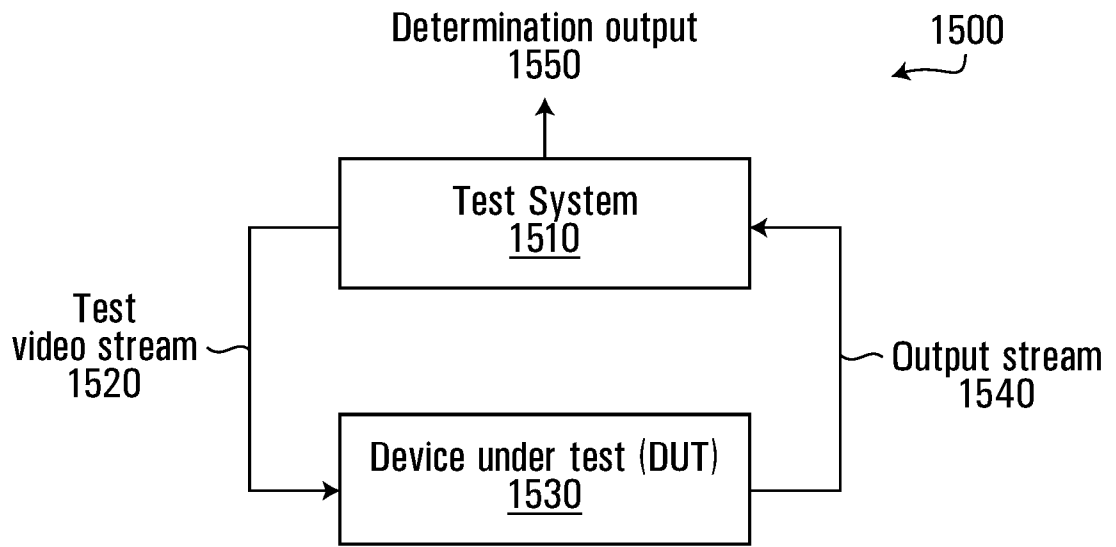 Determination output
1550
1500
Test System
1510
Test
video stream
1520
Output stream
1540
Device under test (DUT)
1530